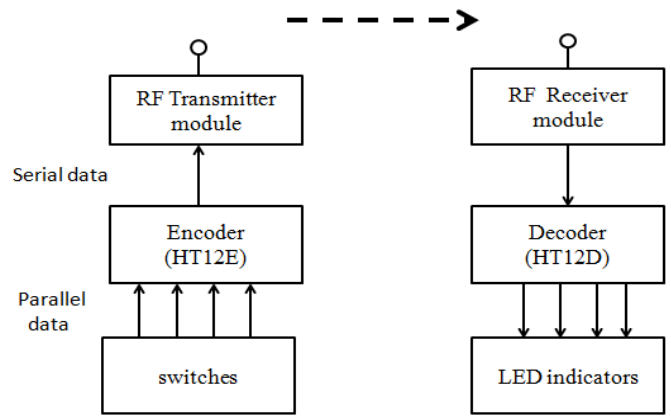 RF Transmitter
module
Serial data
Encoder
(HT12E)
Parallel
data
switches
RF Receiver
module
Decoder
(HT12D)
LED indicators